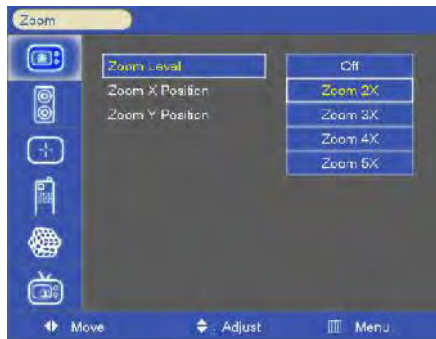 Zoom
Zoom Level
Zoom X Position
Zoom Y Position
Off
Zoom 2X
Zoom 3X
Zoom 4X
Zoom 5X
Move
Adjust
Menu